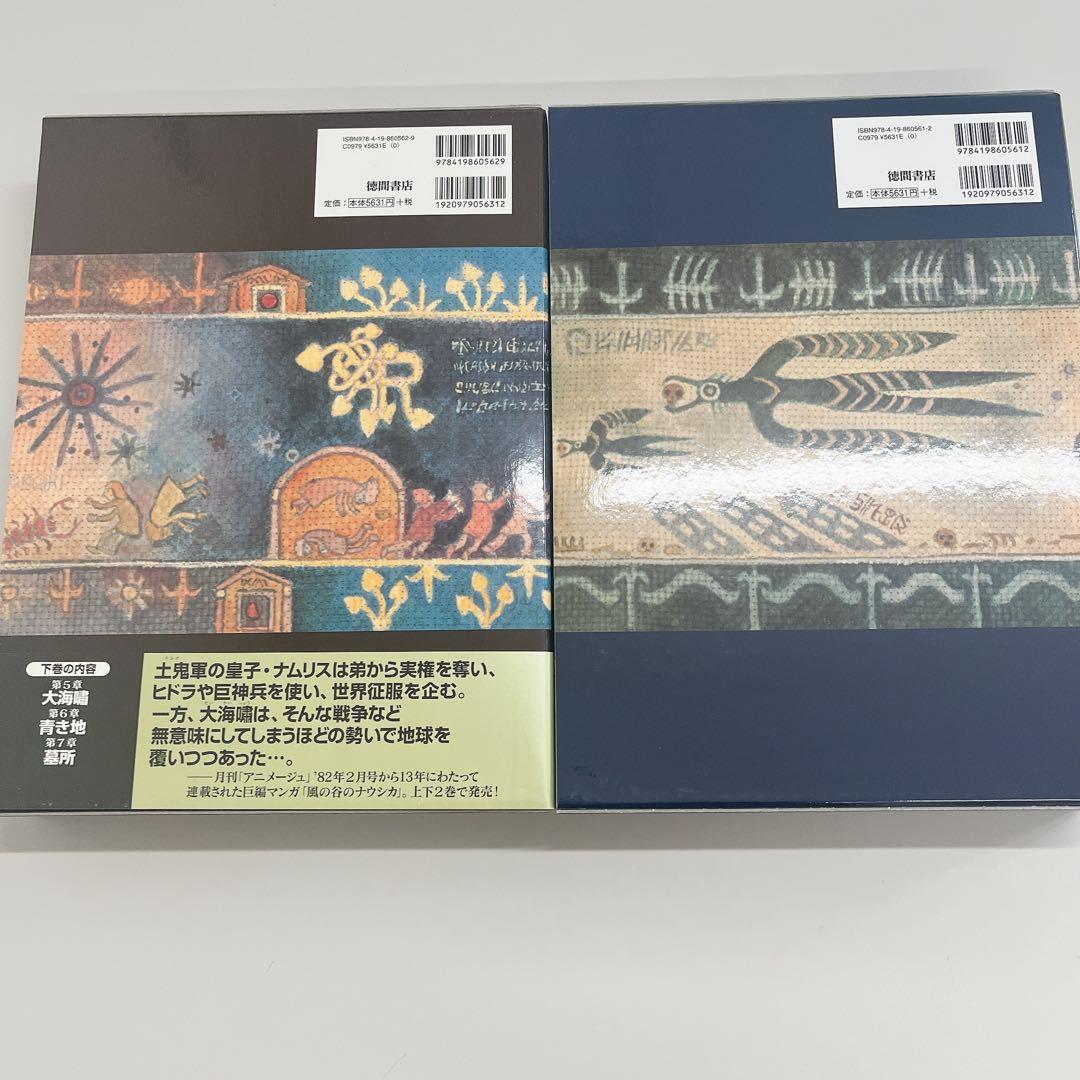 ISBN978-4-19-860562-9
C0979 ¥5631E (0)
9784198605629
徳間書店
定価：本体5631円+税
1920979056312
下巻の内容
第5章
大海嘯
第6章
青き地
第7章
墓所
土鬼軍の皇子・ナムリスは弟から実権を奪い、
ヒドラや巨神兵を使い、世界征服を企む。
一方、大海嘯は、そんな戦争など
無意味にしてしまうほどの勢いで地球を
覆いつつあった…。
――月刊「アニメージュ」'82年2月号から13年にわたって
連載された巨編マンガ「風の谷のナウシカ」。上下2巻で発売！
ISBN978-4-19-860561-2
C0979 ¥5631E (0)
9784198605612
徳間書店
定価：本体5631円+税
1920979056312